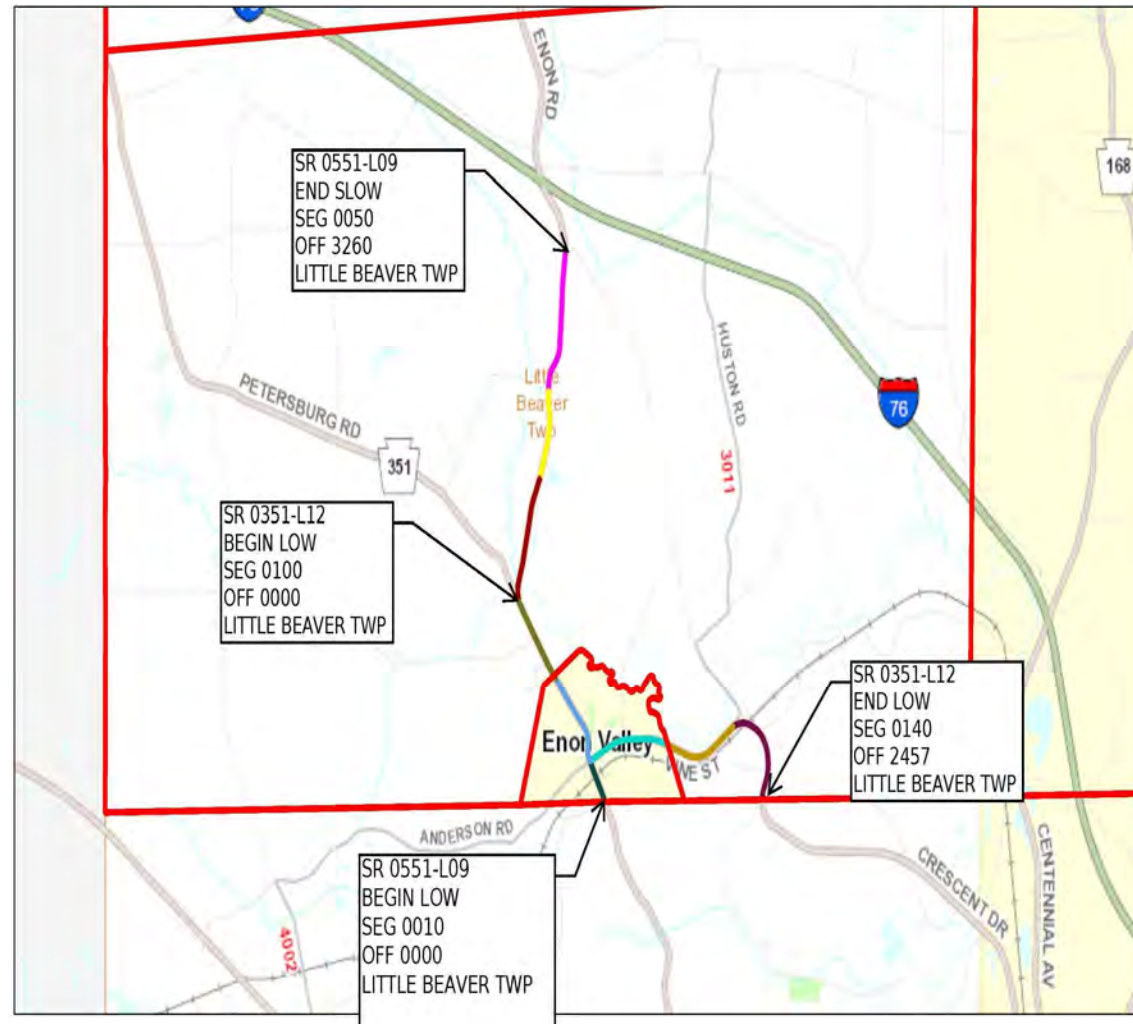 ENON RD
168
SR 0551-L09
END SLOW
SEG 0050
OFF 3260
LITTLE BEAVER TWP
HUSTON RD
Little
Beaver
Twp
76
PETERSBURG RD
351
3011
SR 0351-L12
BEGIN LOW
SEG 0100
OFF 0000
LITTLE BEAVER TWP
SR 0351-L12
END LOW
SEG 0140
OFF 2457
LITTLE BEAVER TWP
Enon Valley
VINE ST
ANDERSON RD
SR 0551-L09
BEGIN LOW
SEG 0010
OFF 0000
LITTLE BEAVER TWP
CRESCENT DR
CENTENNIAL AV
4002